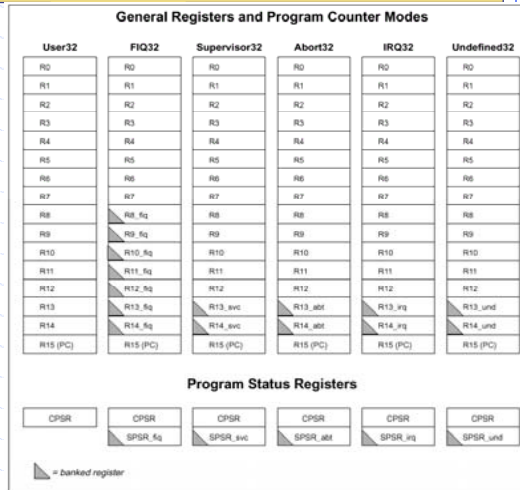 General Registers and Program Counter Modes
User32 FIQ32 Supervisor32 Abort32 IRQ32 Undefined32
R0 R0 R0 R0 R0 R0
R1 R1 R1 R1 R1 R1
R2 R2 R2 R2 R2 R2
R3 R3 R3 R3 R3 R3
R4 R4 R4 R4 R4 R4
R5 R5 R5 R5 R5 R5
R6 R6 R6 R6 R6 R6
R7 R7 R7 R7 R7 R7
R8 R8_fiq R8 R8 R8 R8
R9 R9_fiq R9 R9 R9 R9
R10 R10_fiq R10 R10 R10 R10
R11 R11_fiq R11 R11 R11 R11
R12 R12_fiq R12 R12 R12 R12
R13 R13_fiq R13_svc R13_abt R13_irq R13_und
R14 R14_fiq R14_svc R14_abt R14_irq R14_und
R15 (PC) R15 (PC) R15 (PC) R15 (PC) R15 (PC) R15 (PC)
Program Status Registers
CPSR CPSR CPSR CPSR CPSR CPSR
SPSR_fiq SPSR_svc SPSR_abt SPSR_irq SPSR_und
= banked register